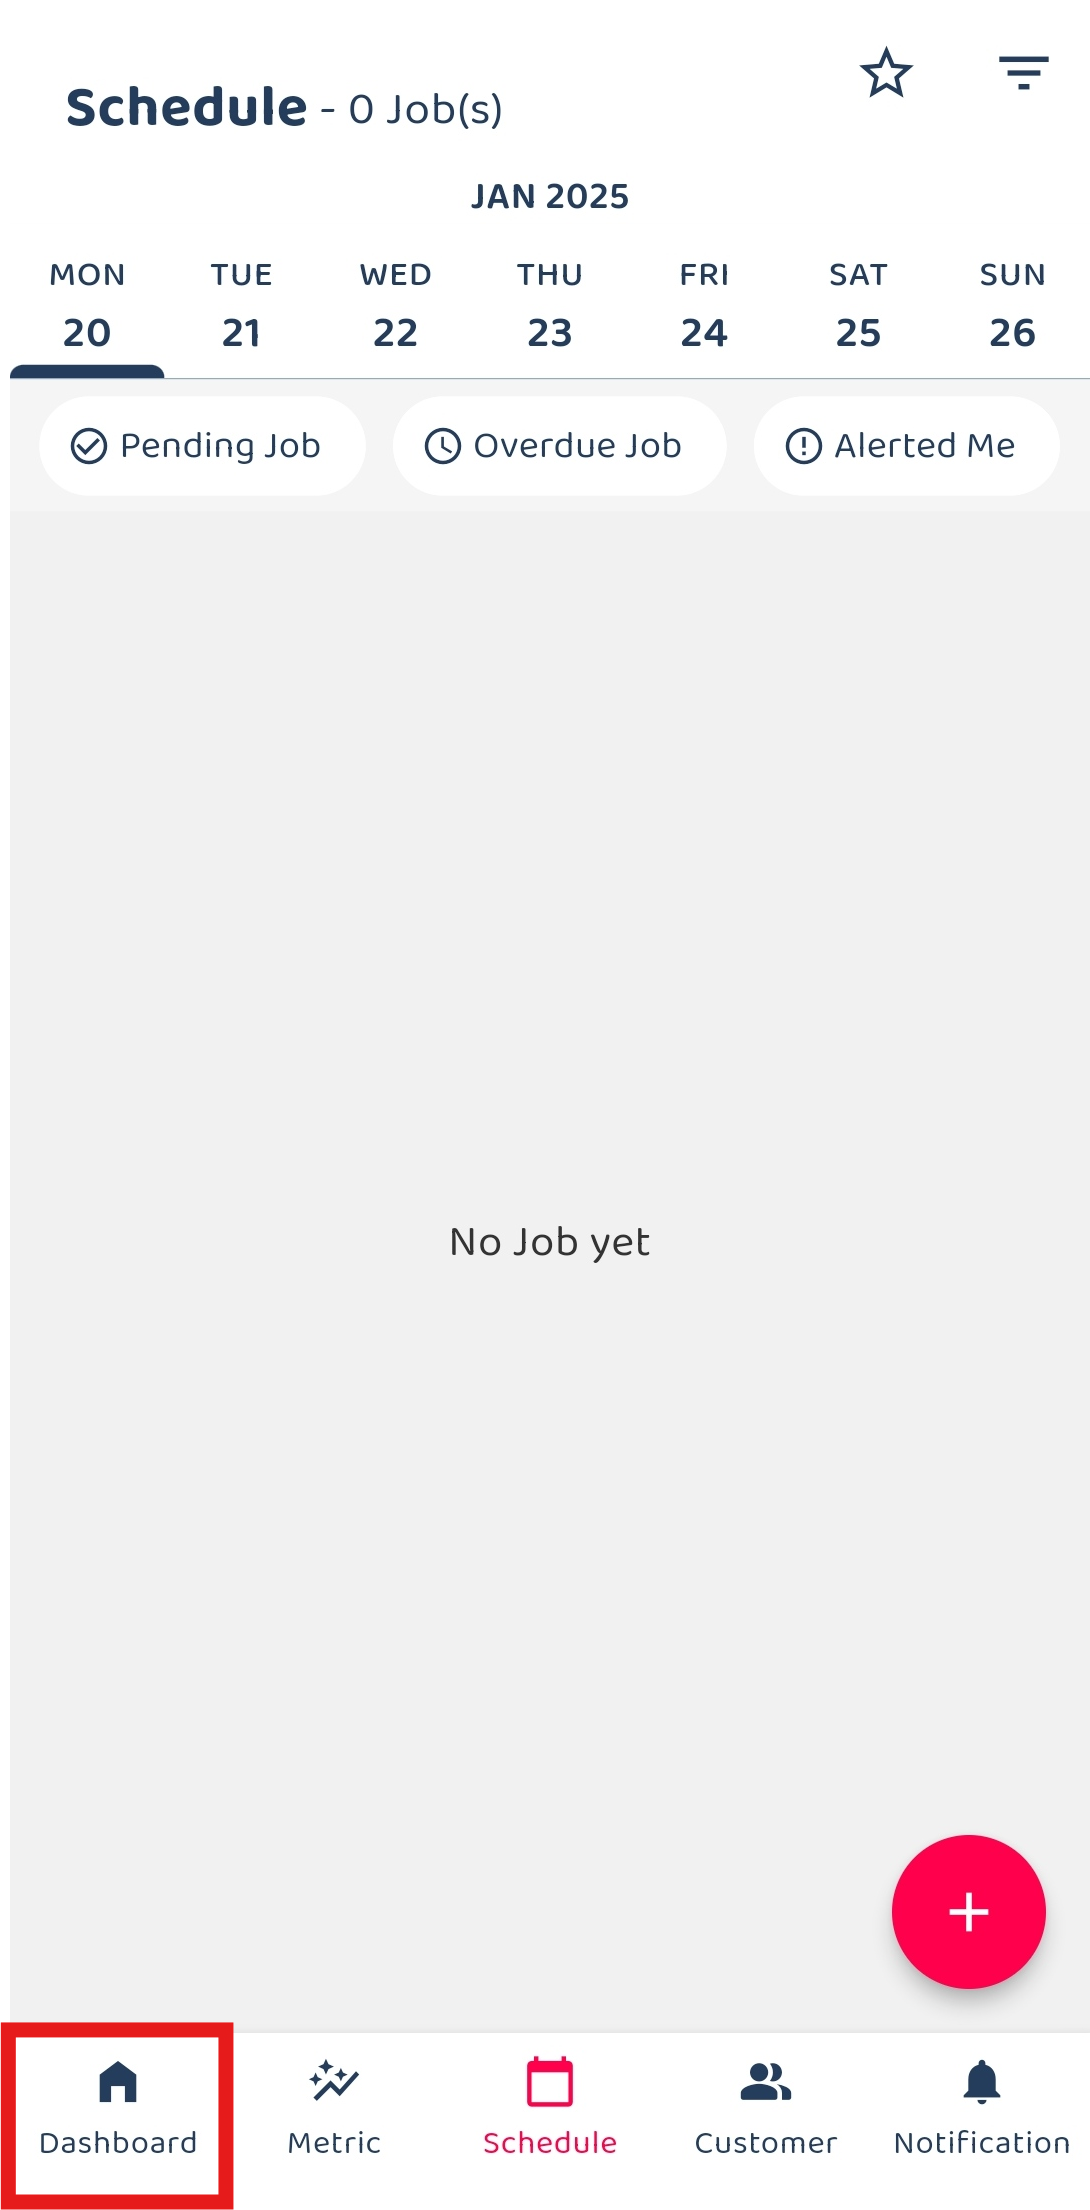 Schedule - 0 Job(s)
JAN 2025
MON TUE WED THU FRI SAT SUN
20 21 22 23 24 25 26
Pending Job Overdue Job Alerted Me
No Job yet
+
Dashboard Metric Schedule Customer Notification